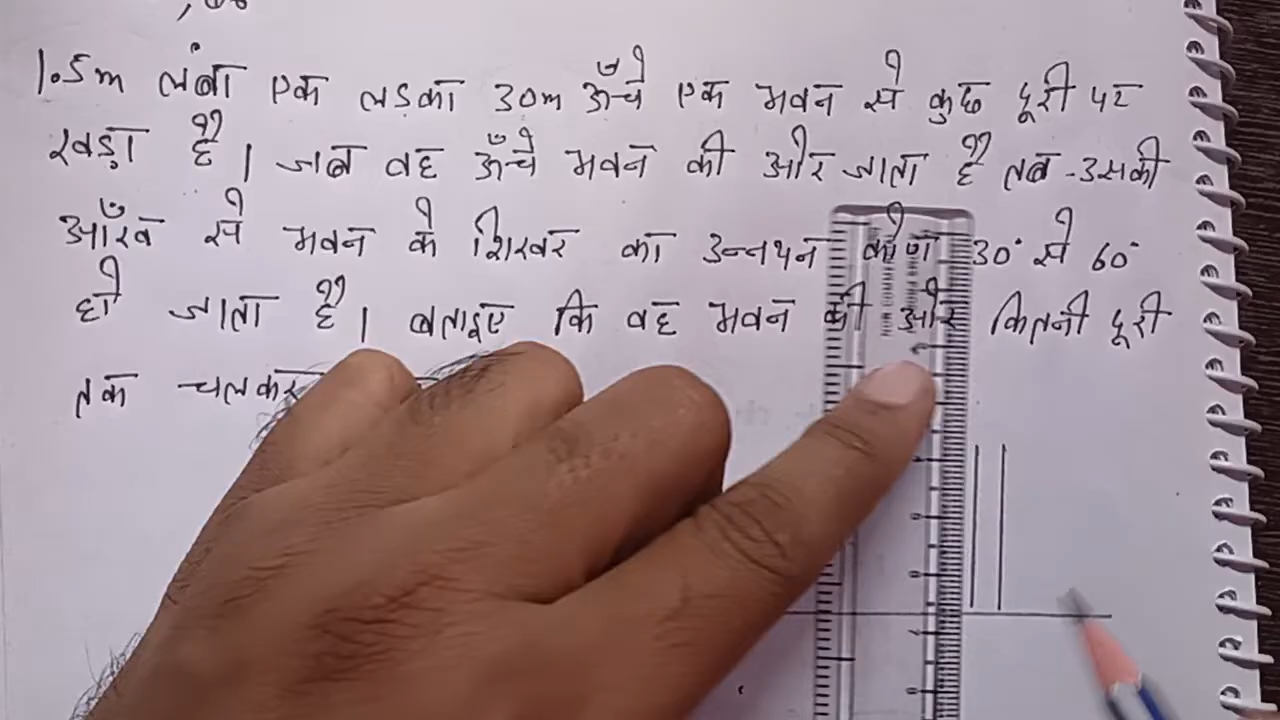 1.5m लंबा एक लड़का 30m ऊँचे एक भवन से कुछ दूरी पर
खड़ा है। जब वह ऊँचे भवन की ओर जाता है तब उसकी
आँख से भवन के शिखर का उन्नयन कोण 30° से 60°
हो जाता है। बताइए कि वह भवन की ओर कितनी दूरी
तक चलकर